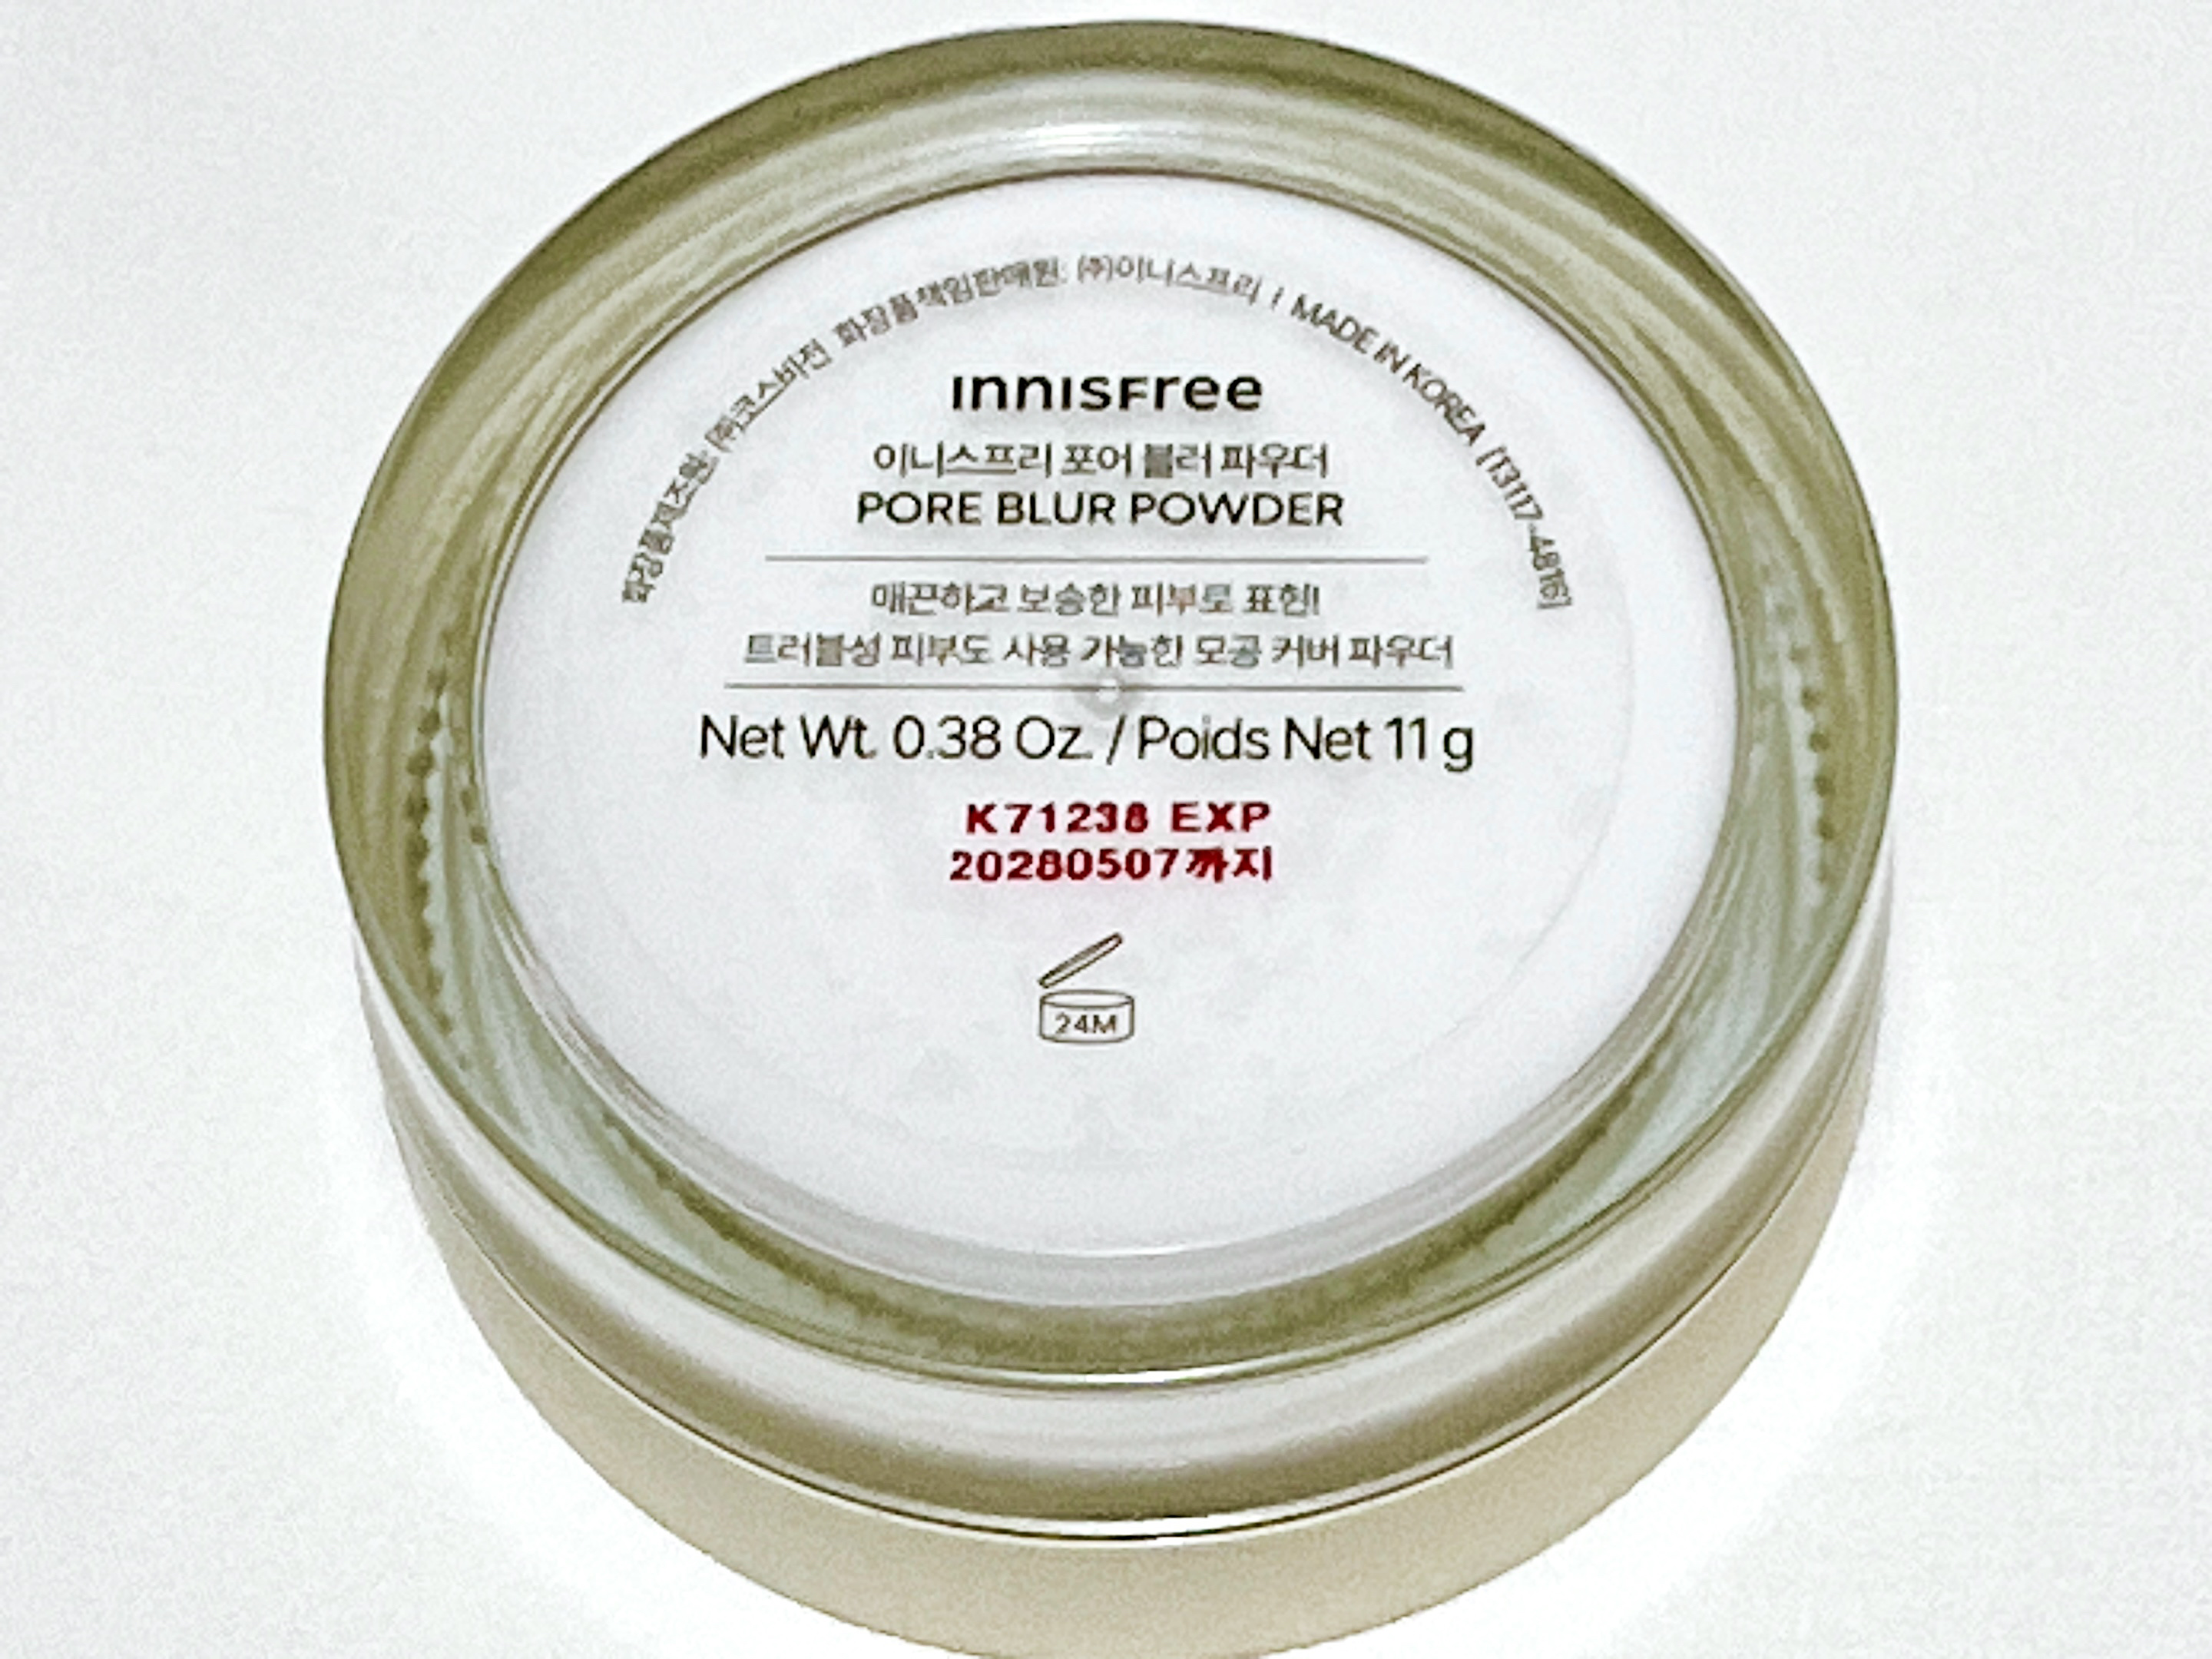 화장품제조원: ㈜코스비전 화장품책임판매원: ㈜이니스프리 | MADE IN KOREA [13117-4816]
innisfree
이니스프리 포어 블러 파우더
PORE BLUR POWDER
매끈하고 보송한 피부로 표현!
트러블성 피부도 사용 가능한 모공 커버 파우더
Net Wt. 0.38 Oz. / Poids Net 11 g
K71238 EXP
20280507까지
24M